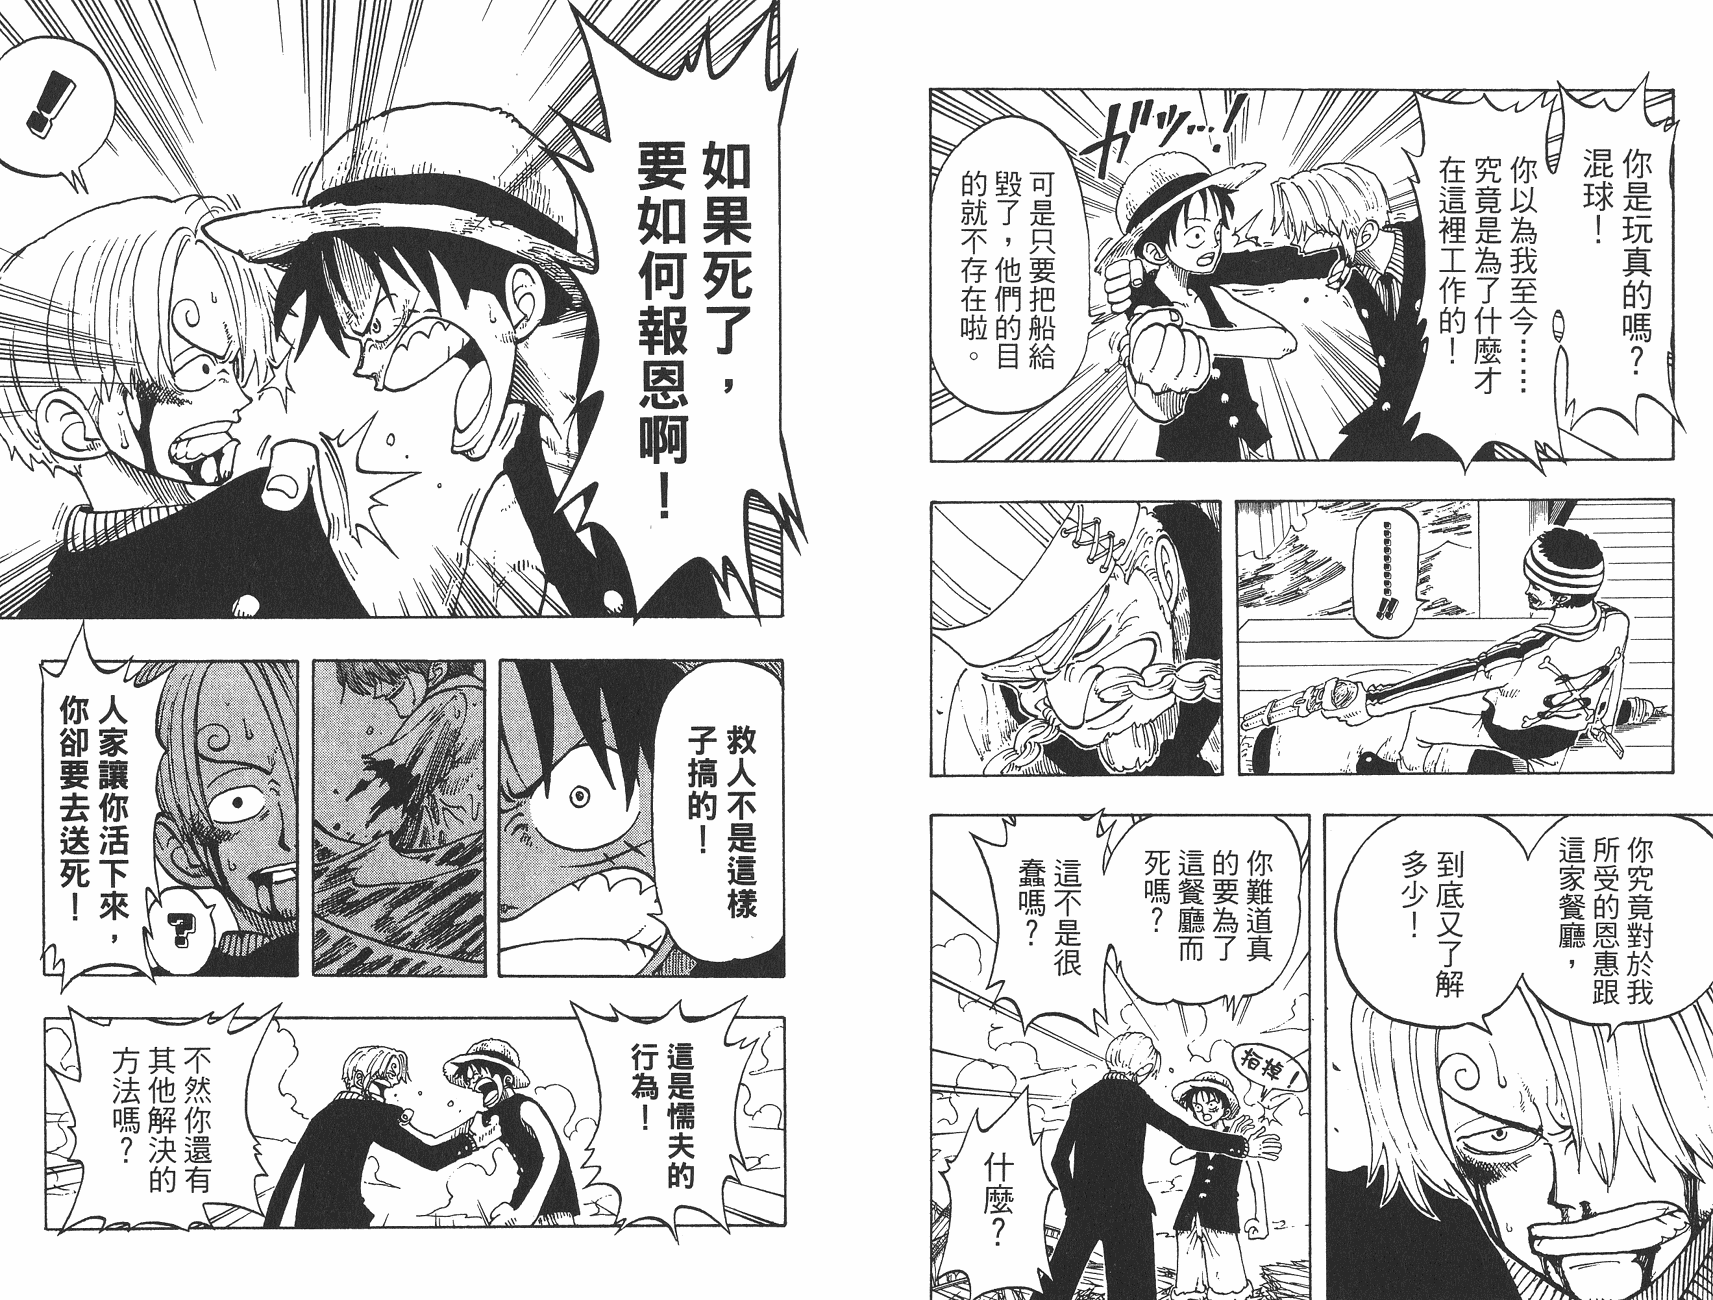 你是玩真的嗎？
混球！
你以為我至今……
究竟是為了什麼才
在這裡工作的！
ガッ…！
可是只要把船給
毀了，他們的目
的就不存在啦。
………!!
你究竟對於我
所受的恩惠跟
這家餐廳，
到底又了解
多少！
你難道真
的要為了
這餐廳而
死嗎？
這不是很
蠢嗎？
掐掉！
什麼？
如果死了，
要如何報恩啊！
！
救人不是這樣
子搞的！
人家讓你活下來，
你卻要去送死！
？
這是懦夫的
行為！
不然你還有
其他解決的
方法嗎？